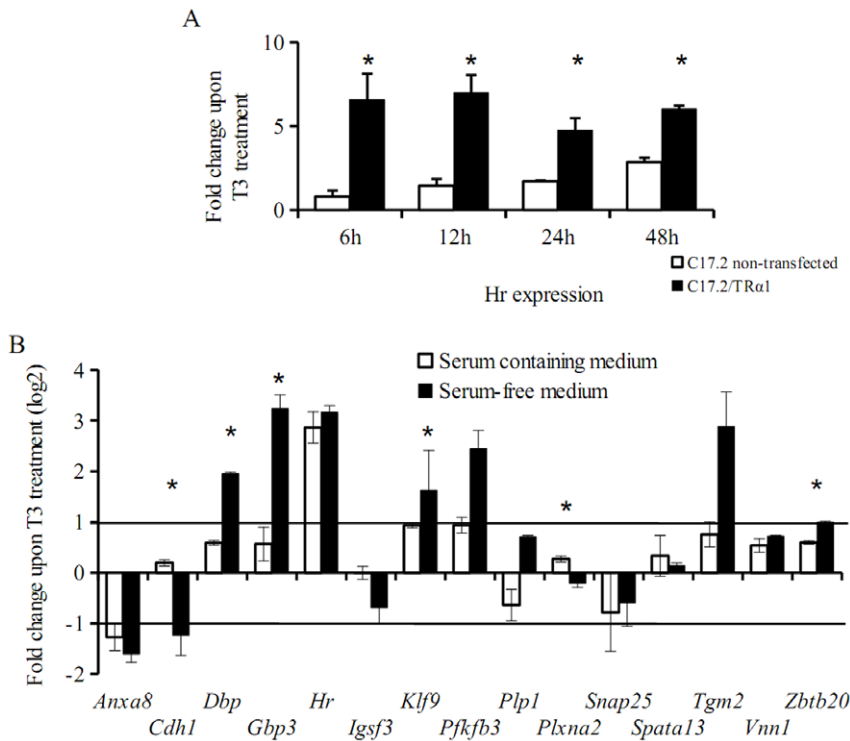 A
Fold change upon
T3 treatment
10
5
0
*
*
*
*
6h
12h
24h
48h
C17.2 non-transfected
C17.2/TRα1
Hr expression
B
Fold change upon T3 treatment (log2)
4
3
2
1
0
-1
-2
Serum containing medium
Serum-free medium
*
*
*
*
*
*
Anxa8 Dbp Hr Klf9 Plp1 Snap25 Tgm2 Zbtb20
Cdh1 Gbp3 Igsf3 Pfkfb3 Plxna2 Spata13 Vnn1